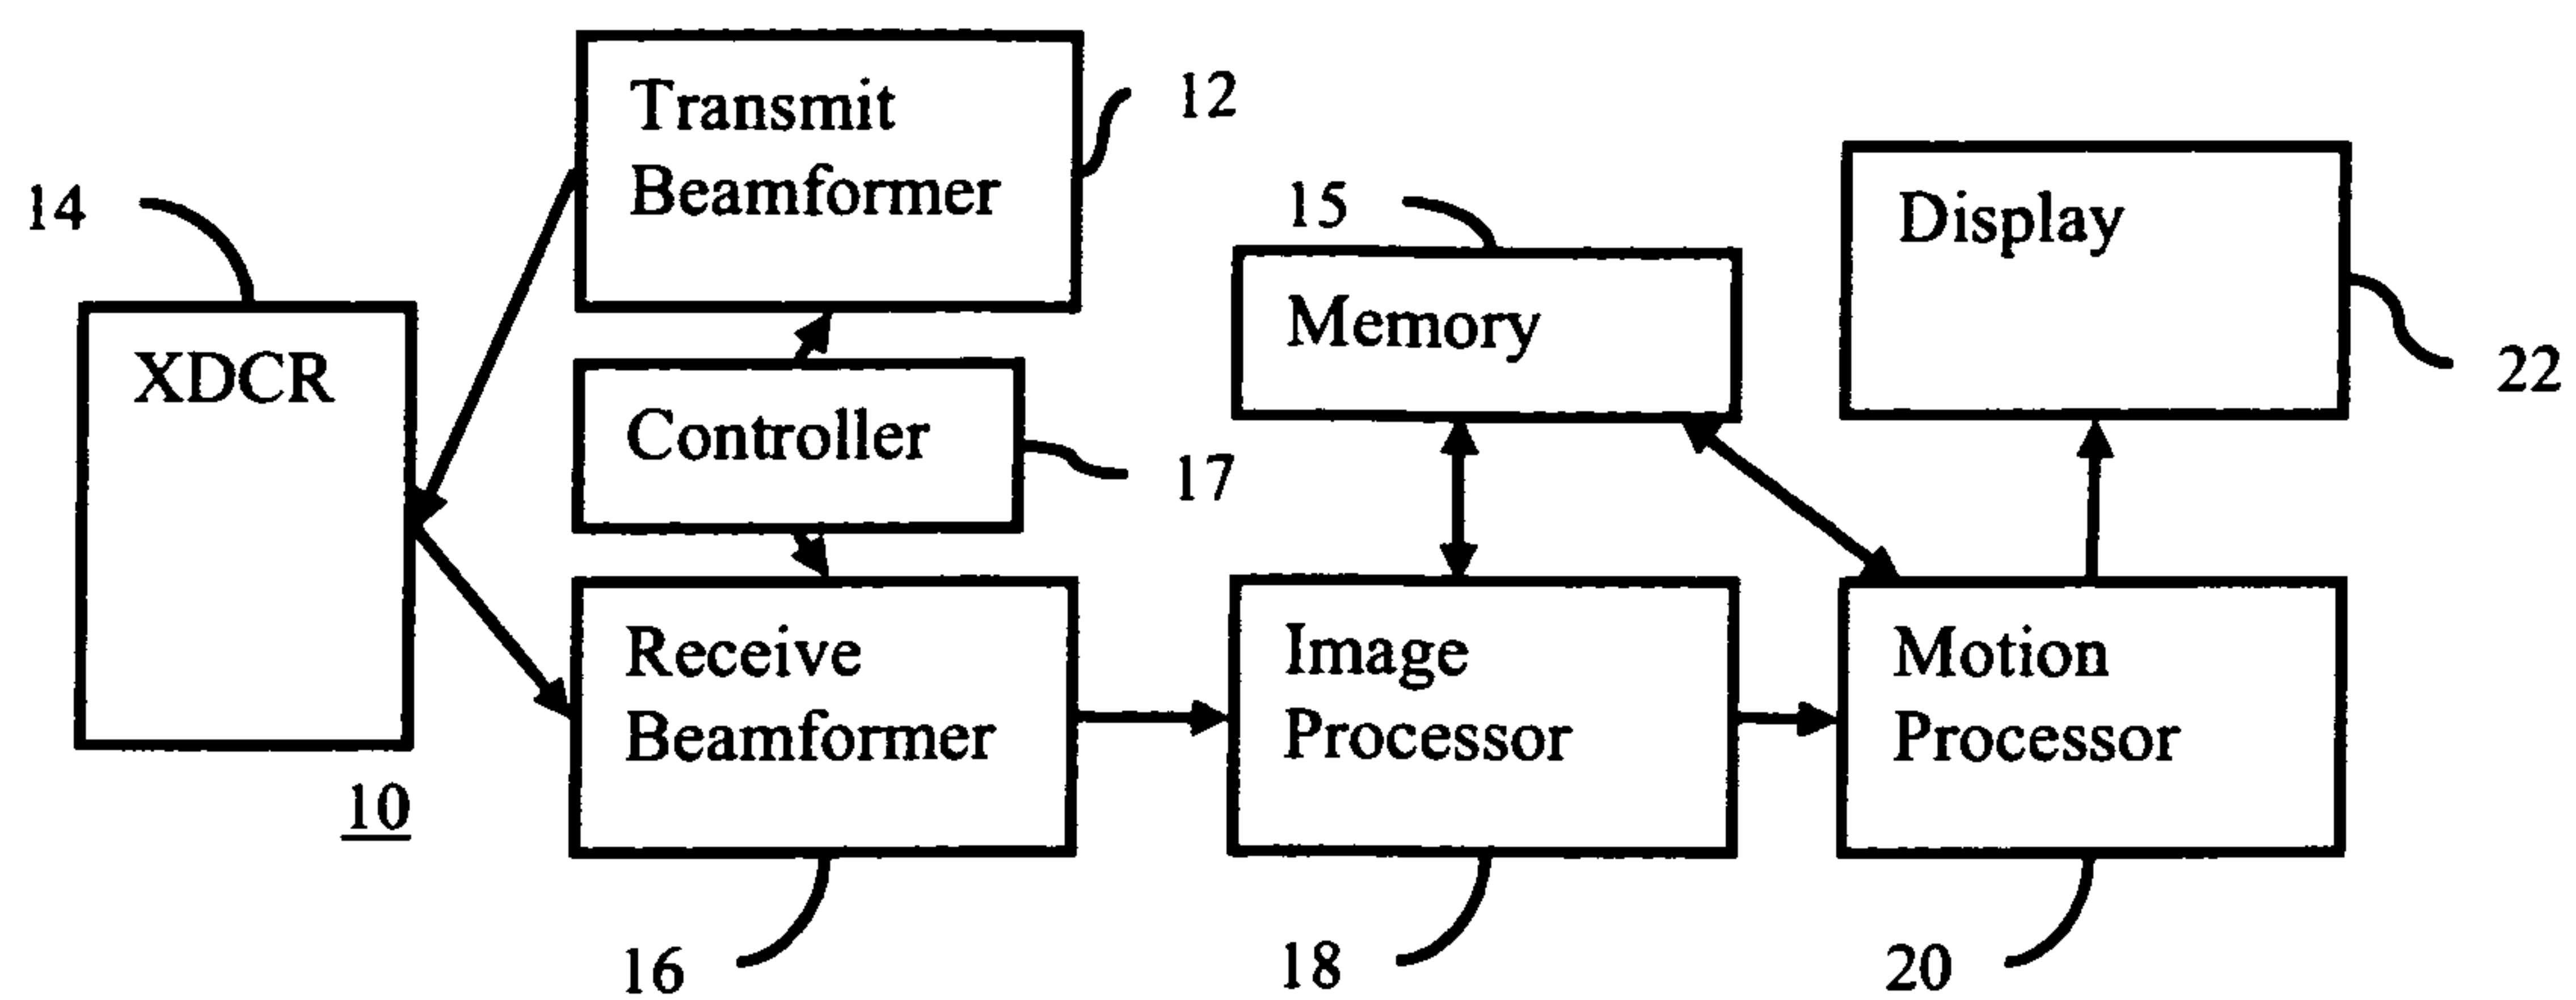 Transmit
Beamformer
12
14
XDCR
Controller
17
15
Memory
Display
22
Receive
Beamformer
Image
Processor
Motion
Processor
10
16
18
20